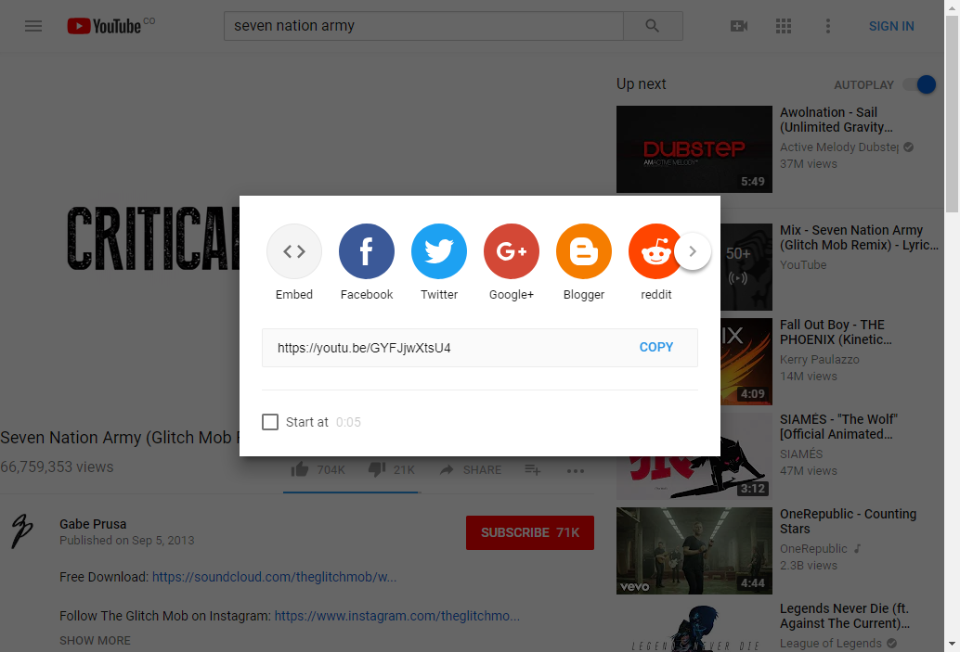 YouTube CO
seven nation army
SIGN IN
CRITICAL
Embed
Facebook
Twitter
G+
Google+
Blogger
reddit
https://youtu.be/GYFJjwXtsU4
COPY
Start at 0:05
Seven Nation Army (Glitch Mob
66,759,353 views
704K
21K
SHARE
Gabe Prusa
Published on Sep 5, 2013
SUBSCRIBE 71K
Free Download: https://soundcloud.com/theglitchmob/w...
Follow The Glitch Mob on Instagram: https://www.instagram.com/theglitchmo...
SHOW MORE
Up next
AUTOPLAY
DUBSTEP
5:49
Awolnation - Sail
(Unlimited Gravity...
Active Melody Dubstep
37M views
50+
Mix - Seven Nation Army
(Glitch Mob Remix) - Lyric...
YouTube
IX
4:09
Fall Out Boy - THE
PHOENIX (Kinetic...
Kerry Paulazzo
14M views
3:12
SIAMÉS - "The Wolf"
[Official Animated...
SIAMÉS
47M views
vevo
4:44
OneRepublic - Counting
Stars
OneRepublic
2.3B views
LEGENDS NEVER DIE
Legends Never Die (ft.
Against The Current)...
League of Legends